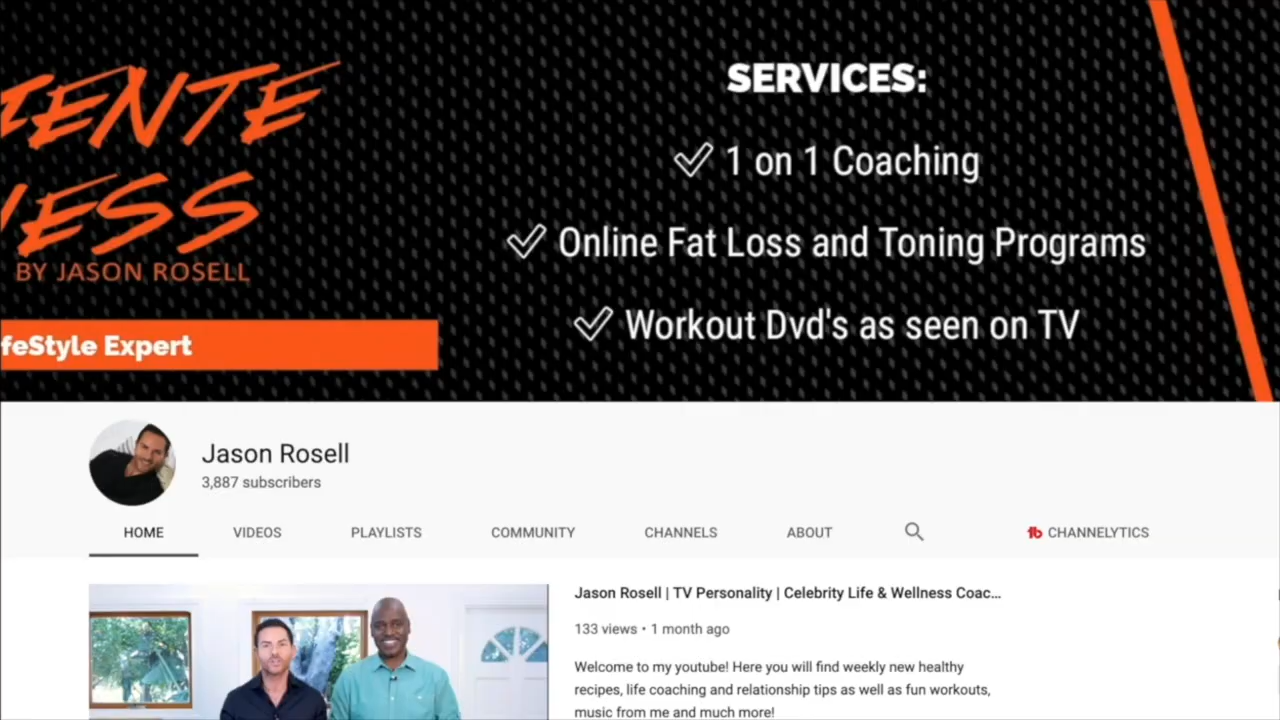 IENTE
NESS
BY JASON ROSELL
feStyle Expert
SERVICES:
1 on 1 Coaching
Online Fat Loss and Toning Programs
Workout Dvd's as seen on TV
Jason Rosell
3,887 subscribers
HOME VIDEOS PLAYLISTS COMMUNITY CHANNELS ABOUT tb CHANNELYTICS
Jason Rosell | TV Personality | Celebrity Life & Wellness Coac...
133 views • 1 month ago
Welcome to my youtube! Here you will find weekly new healthy
recipes, life coaching and relationship tips as well as fun workouts,
music from me and much more!